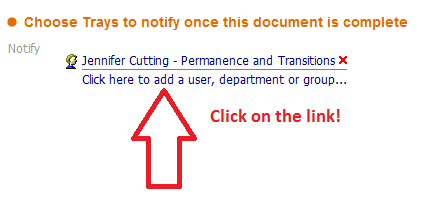 Choose Trays to notify once this document is complete
Notify
Jennifer Cutting - Permanence and Transitions
Click here to add a user, department or group...
Click on the link!